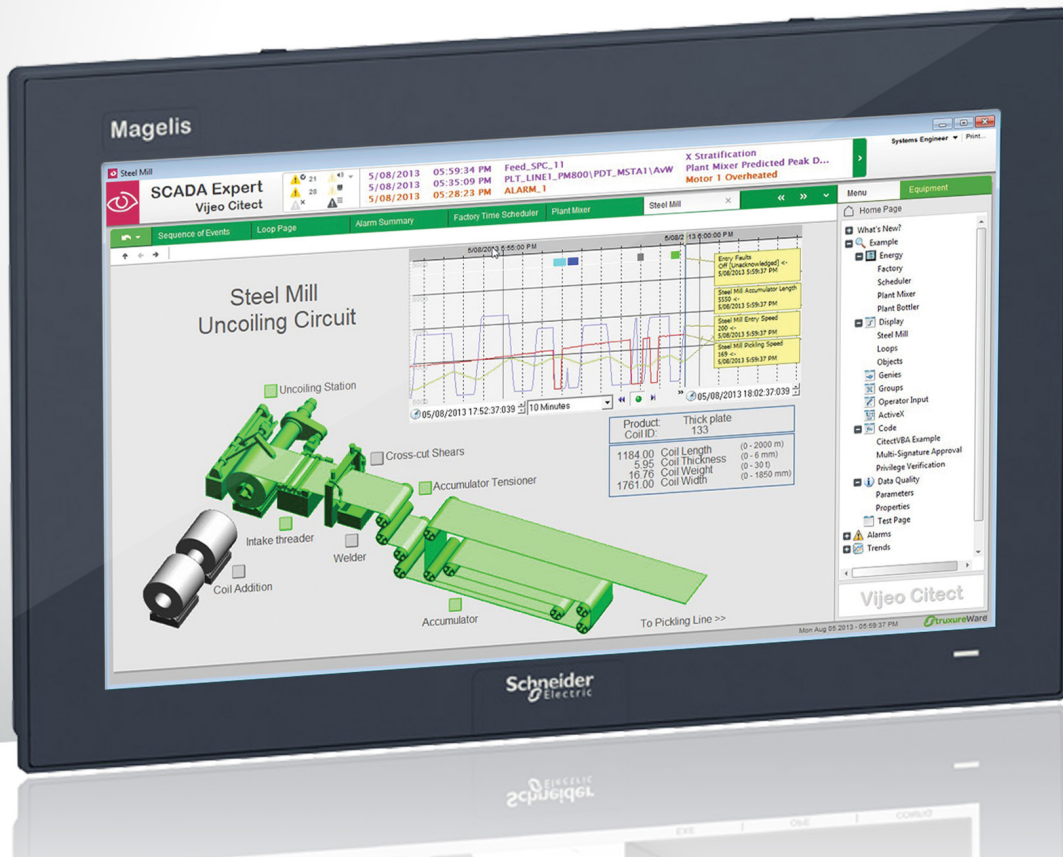 Magelis
Steel Mill
Systems Engineer
Print...
SCADA Expert
Vijeo Citect
21
28
5/08/2013 05:59:34 PM Feed_SPC_11 X Stratification
5/08/2013 05:35:09 PM PLT_LINE1_PM800\PDT_MSTA1\AvW Plant Mixer Predicted Peak D...
5/08/2013 05:28:23 PM ALARM_1 Motor 1 Overheated
Menu
Equipment
Sequence of Events
Loop Page
Alarm Summary
Factory Time Scheduler
Plant Mixer
Steel Mill
Home Page
What's New?
Example
Energy
Factory
Scheduler
Plant Mixer
Plant Bottler
Display
Steel Mill
Loops
Objects
Genies
Groups
Operator Input
ActiveX
Code
CitectVBA Example
Multi-Signature Approval
Privilege Verification
Data Quality
Parameters
Properties
Test Page
Alarms
Trends
Vijeo Citect
Steel Mill
Uncoiling Circuit
5/08/2013 5:55:00 PM
5/08/2 13 6:00:00 PM
Entry Faults
Off [Unacknowledged] <-
5/08/2013 5:59:37 PM
Steel Mill Accumulator Length
5550 <-
5/08/2013 5:59:37 PM
Steel Mill Entry Speed
200 <-
5/08/2013 5:59:37 PM
Steel Mill Pickling Speed
169 <-
5/08/2013 5:59:37 PM
05/08/2013 17:52:37:039
10 Minutes
05/08/2013 18:02:37:039
Product: Thick plate
Coil ID: 133
1184.00 Coil Length (0 - 2000 m)
5.95 Coil Thickness (0 - 6 mm)
16.76 Coil Weight (0 - 30 t)
1761.00 Coil Width (0 - 1850 mm)
Uncoiling Station
Cross-cut Shears
Accumulator Tensioner
Intake threader
Welder
Coil Addition
Accumulator
To Pickling Line >>
Mon Aug 05 2013 - 05:59:37 PM
StruxureWare
Schneider
Electric